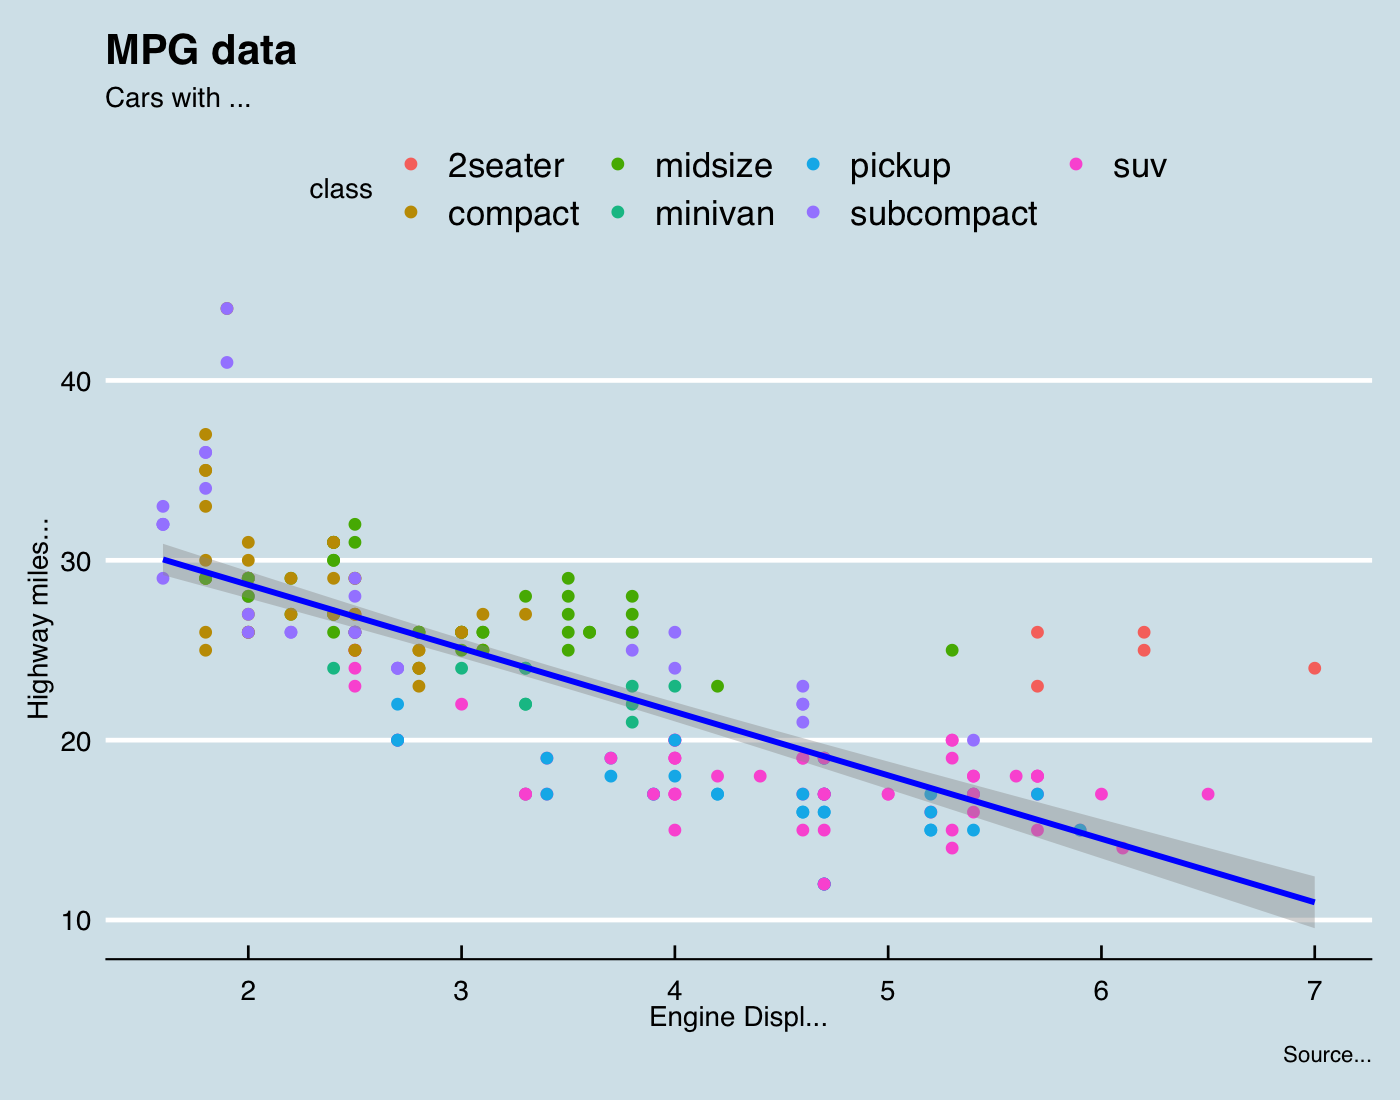 MPG data
Cars with ...
class
2seater midsize pickup suv
compact minivan subcompact
Highway miles...
40
30
20
10
2 3 4 5 6 7
Engine Displ...
Source...